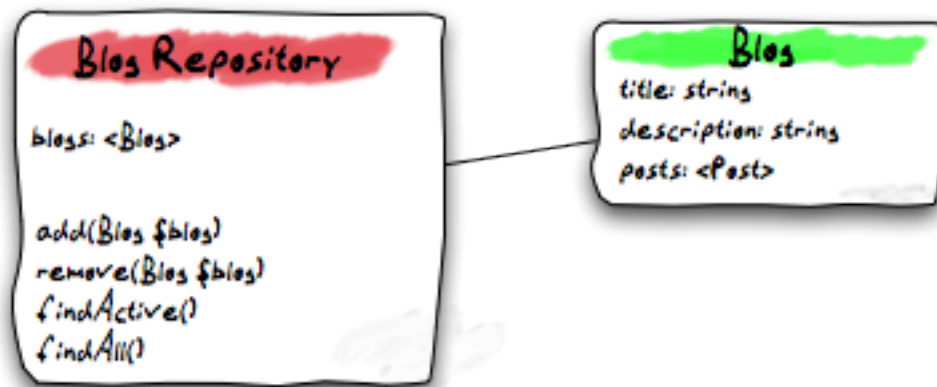 Blog Repository
blogs: <Blog>
add(Blog $blog)
remove(Blog $blog)
findActive()
findAll()
Blog
title: string
description: string
posts: <Post>